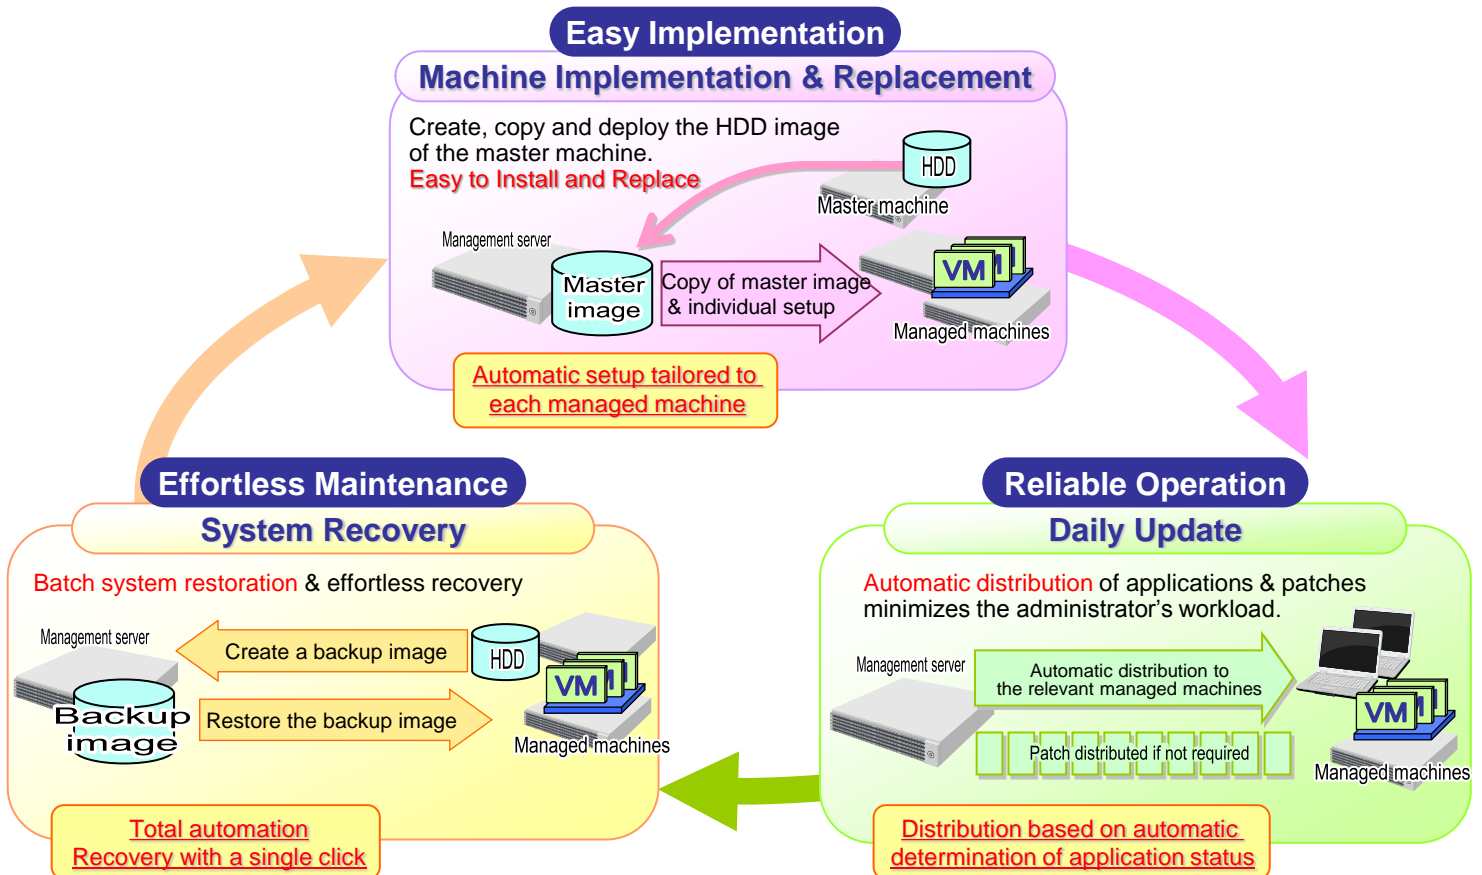 Easy Implementation
Machine Implementation & Replacement
Create, copy and deploy the HDD image
of the master machine.
Easy to Install and Replace
HDD
Master machine
Management server
Master
image
Copy of master image
& individual setup
VM
Managed machines
Automatic setup tailored to
each managed machine
Effortless Maintenance
System Recovery
Batch system restoration & effortless recovery
Management server
Create a backup image
HDD
Backup
image
Restore the backup image
VM
Managed machines
Total automation
Recovery with a single click
Reliable Operation
Daily Update
Automatic distribution of applications & patches
minimizes the administrator’s workload.
Management server
Automatic distribution to
the relevant managed machines
VM
Patch distributed if not required
Managed machines
Distribution based on automatic
determination of application status